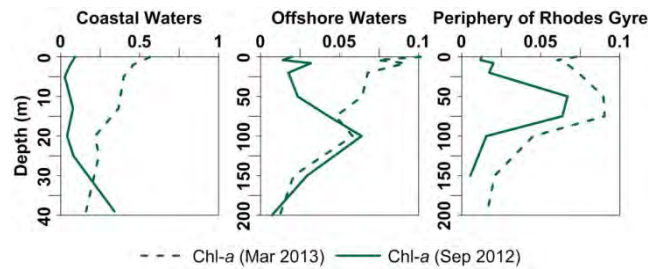 Coastal Waters
0 0.5 1
Depth (m)
0
10
20
30
40
Offshore Waters
0 0.05 0.1
0
50
100
150
200
Periphery of Rhodes Gyre
0 0.05 0.1
0
50
100
150
200
Chl-a (Mar 2013) Chl-a (Sep 2012)